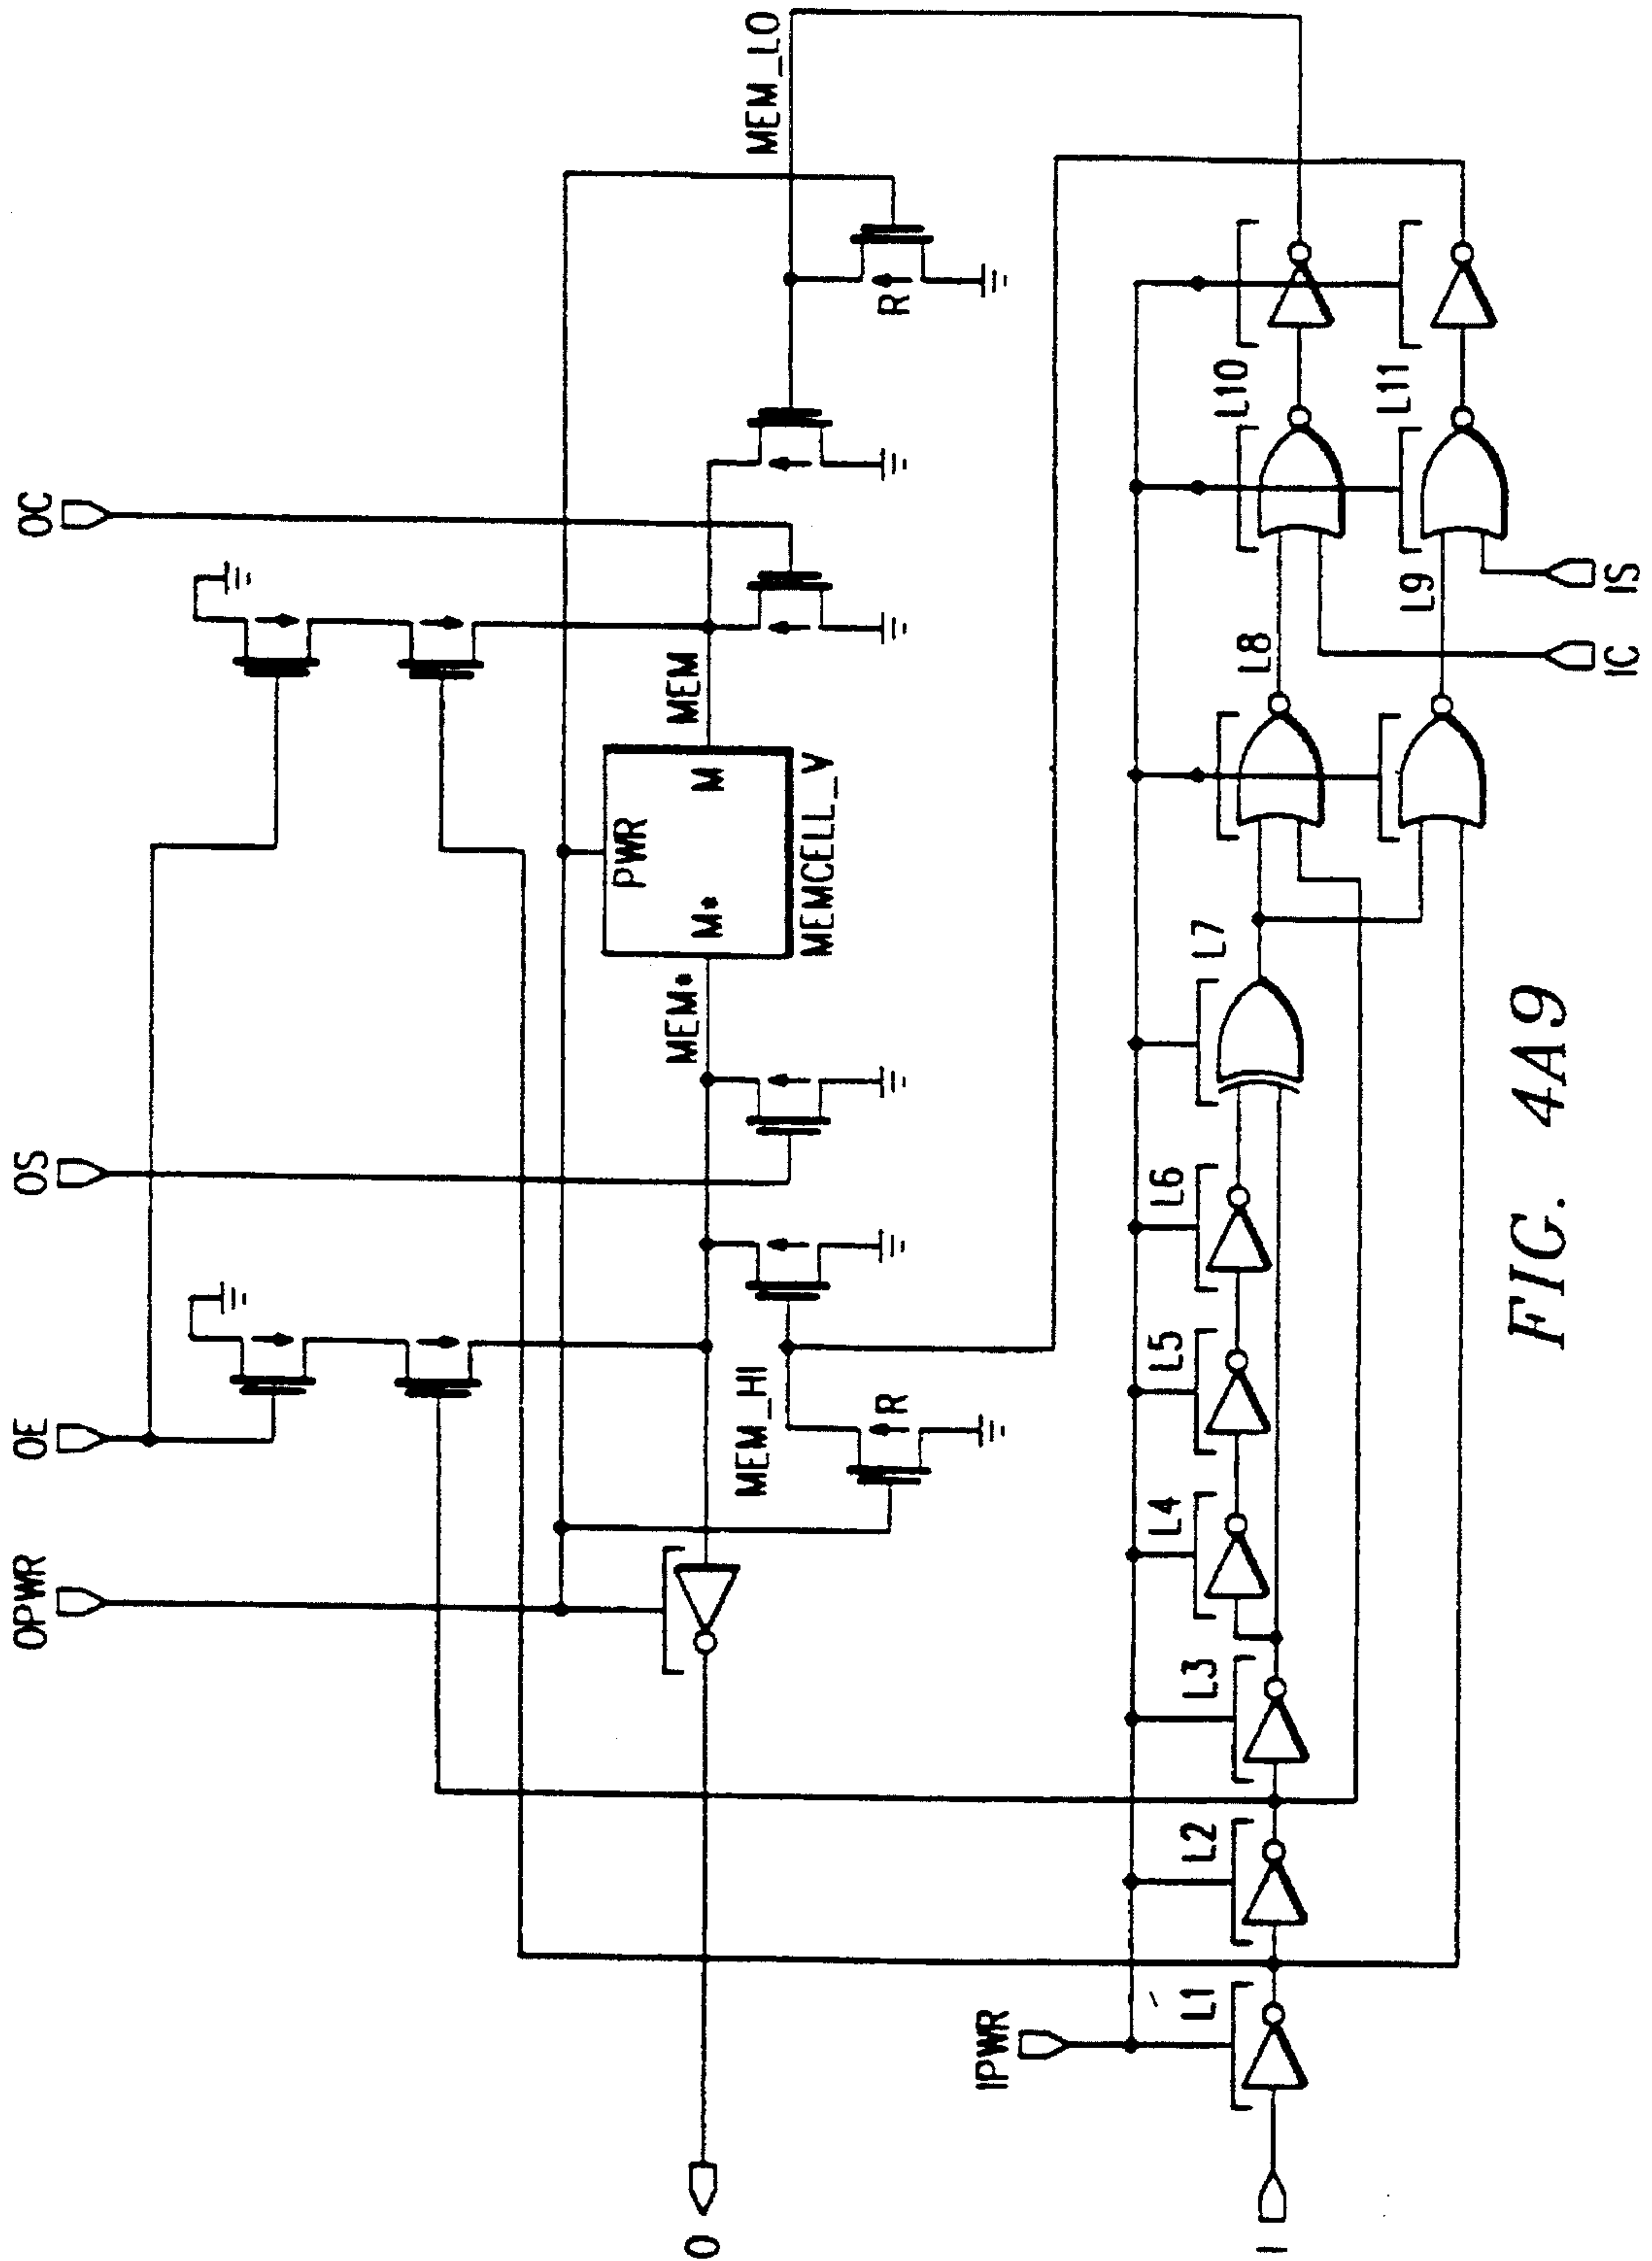 OPWR
OE
OS
OC
MEM_HI
R
MEM*
M*
PWR
M
MEMCELL_V
MEM
MEM_LO
R
O
IPWR
I
L1
L2
L3
L4
L5
L6
L7
L8
L9
L10
L11
IC
IS
FIG. 4A9